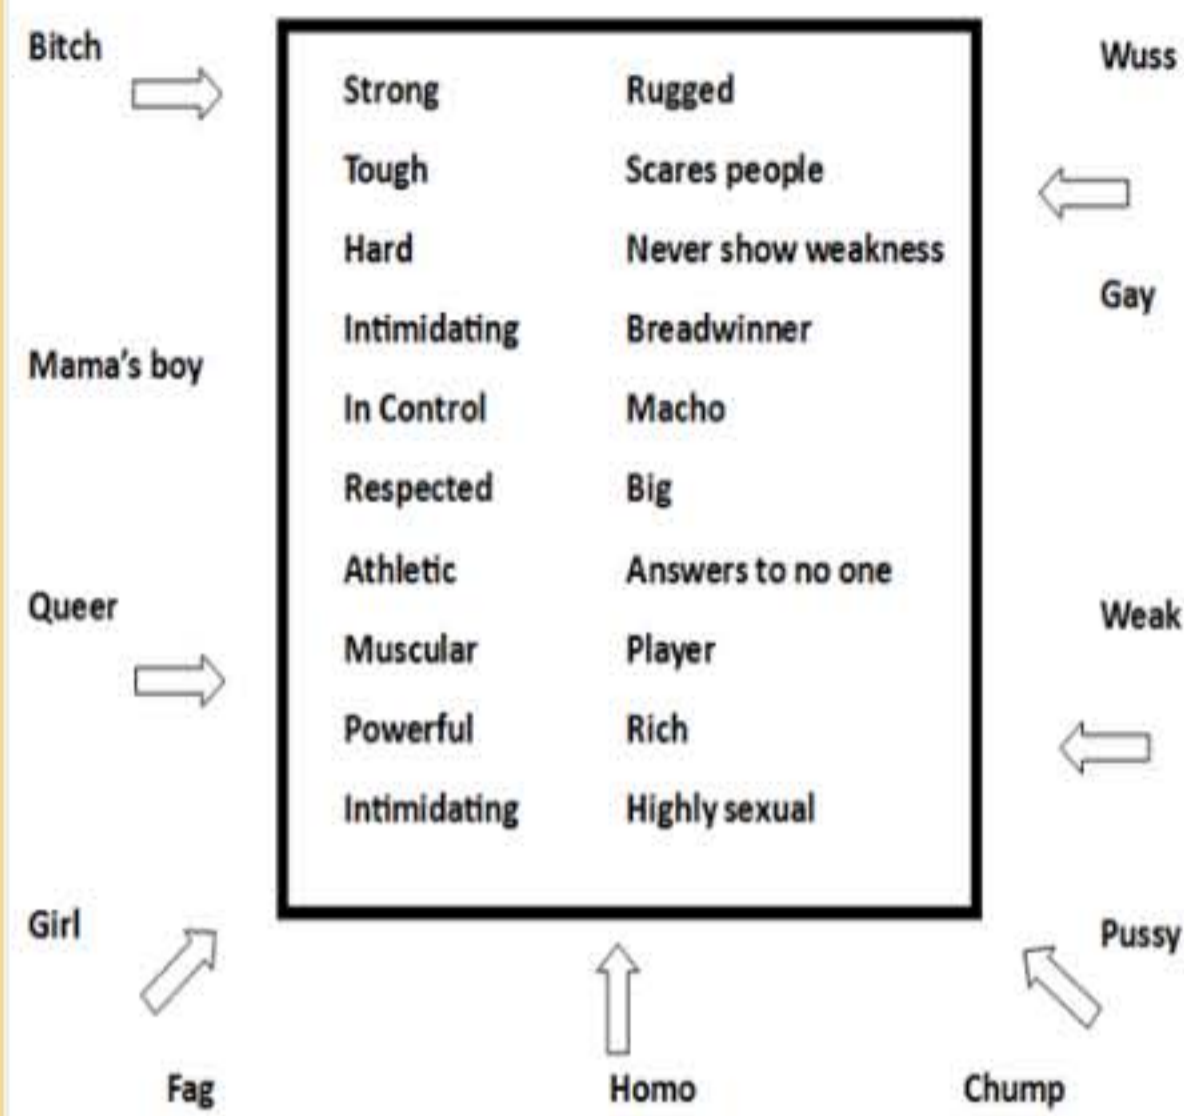 Bitch
Wuss
Strong Rugged
Tough Scares people
Hard Never show weakness
Gay
Intimidating Breadwinner
Mama's boy
In Control Macho
Respected Big
Athletic Answers to no one
Queer
Weak
Muscular Player
Powerful Rich
Intimidating Highly sexual
Girl
Pussy
Fag Homo Chump